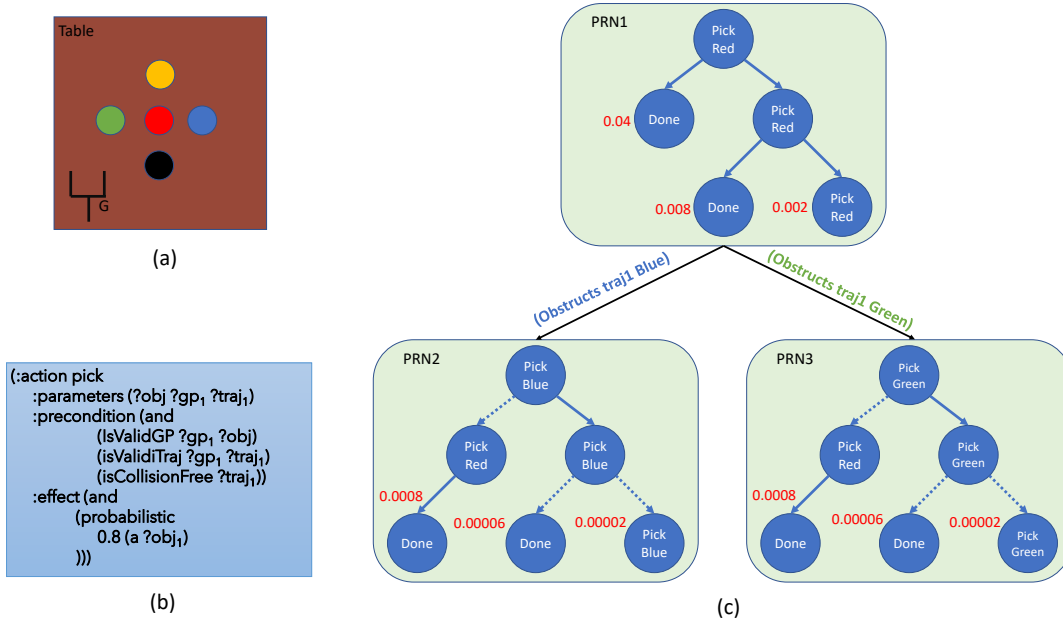 Table
G
(a)
(:action pick
:parameters (?obj ?gp₁ ?traj₁)
:precondition (and
(IsValidGP ?gp₁ ?obj)
(isValidiTraj ?gp₁ ?traj₁)
(isCollisionFree ?traj₁))
:effect (and
(probabilistic
0.8 (a ?obj₁)
)))
(b)
PRN1
Pick
Red
0.04
Done
Pick
Red
0.008
Done
0.002
Pick
Red
(Obstructs traj1 Blue)
(Obstructs traj1 Green)
PRN2
Pick
Blue
Pick
Red
Pick
Blue
0.0008
Done
0.00006
Done
0.00002
Pick
Blue
PRN3
Pick
Green
Pick
Red
Pick
Green
0.0008
Done
0.00006
Done
0.00002
Pick
Green
(c)